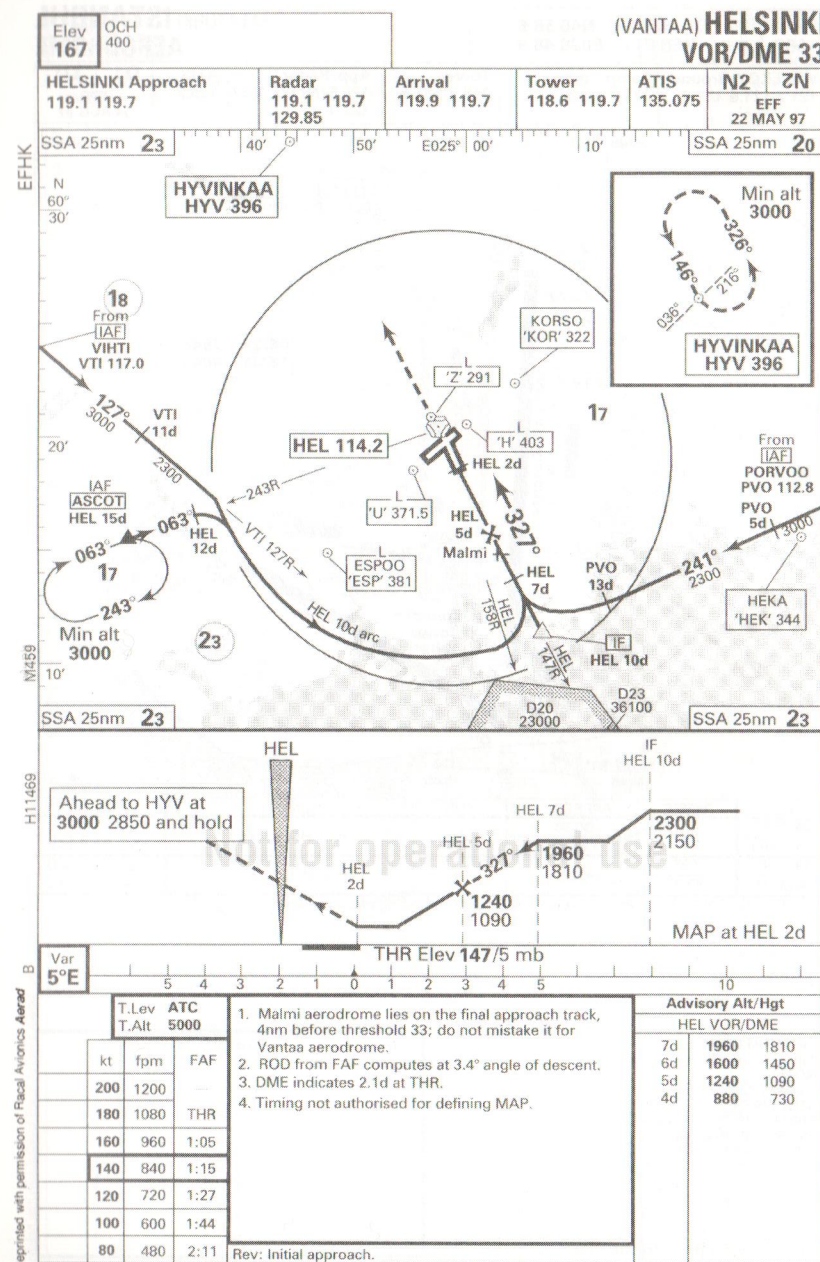 Elev
167
OCH
400
(VANTAA) HELSINKI
VOR/DME 33
HELSINKI Approach
119.1 119.7
Radar
119.1 119.7
129.85
Arrival
119.9 119.7
Tower
118.6 119.7
ATIS
135.075
N2
N2
EFF
22 MAY 97
EFHK
SSA 25nm 23
40'
50'
E025° 00'
10'
SSA 25nm 20
N
60°
30'
HYVINKAA
HYV 396
Min alt
3000
326°
146°
216°
036°
HYVINKAA
HYV 396
18
From
IAF
VIHTI
VTI 117.0
KORSO
'KOR' 322
L
'Z' 291
127°
3000
VTI
11d
17
HEL 114.2
L
'H' 403
20'
2300
HEL 2d
From
IAF
PORVOO
PVO 112.8
IAF
ASCOT
HEL 15d
243R
L
'U' 371.5
327°
PVO
5d
3000
063°
063°
HEL
12d
VTI 127R
HEL
5d
Malmi
17
L
ESPOO
'ESP' 381
HEL
7d
PVO
13d
241°
2300
243°
HEKA
'HEK' 344
Min alt
3000
23
HEL 10d arc
HEL
158R
IF
HEL 10d
HEL
147R
M459
10'
D20
23000
D23
36100
SSA 25nm 23
SSA 25nm 23
H11469
HEL
IF
HEL 10d
Ahead to HYV at
3000 2850 and hold
HEL 7d
2300
2150
Not for operational use
HEL 5d
327°
1960
1810
HEL
2d
1240
1090
MAP at HEL 2d
B
Var
5°E
THR Elev 147/5 mb
5 4 3 2 1 0 1 2 3 4 5 10
T.Lev ATC
T.Alt 5000
kt fpm FAF
200 1200 —
180 1080 THR
160 960 1:05
140 840 1:15
120 720 1:27
100 600 1:44
80 480 2:11
1. Malmi aerodrome lies on the final approach track,
4nm before threshold 33; do not mistake it for
Vantaa aerodrome.
2. ROD from FAF computes at 3.4° angle of descent.
3. DME indicates 2.1d at THR.
4. Timing not authorised for defining MAP.
Rev: Initial approach.
Advisory Alt/Hgt
HEL VOR/DME
7d 1960 1810
6d 1600 1450
5d 1240 1090
4d 880 730
eprinted with permission of Racal Avionics Aerad